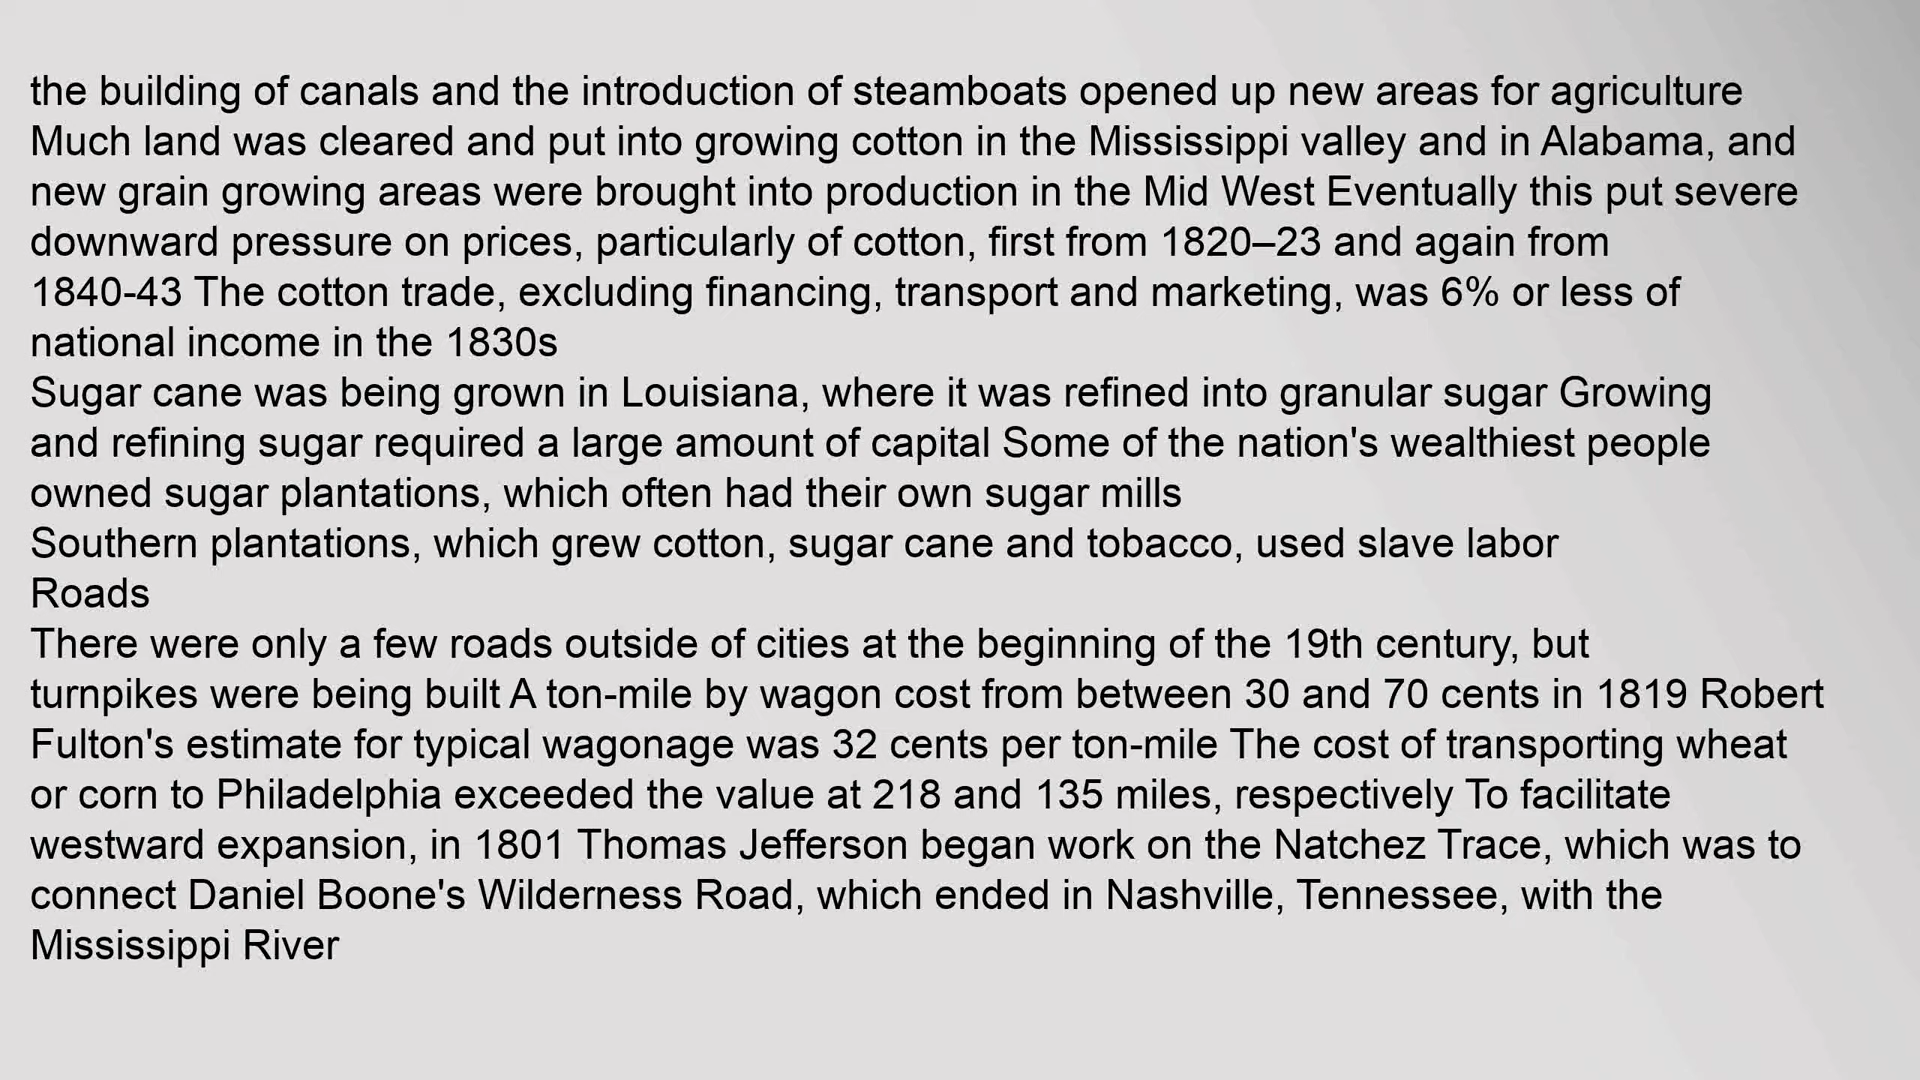 the building of canals and the introduction of steamboats opened up new areas for agriculture
Much land was cleared and put into growing cotton in the Mississippi valley and in Alabama, and
new grain growing areas were brought into production in the Mid West Eventually this put severe
downward pressure on prices, particularly of cotton, first from 1820–23 and again from
1840-43 The cotton trade, excluding financing, transport and marketing, was 6% or less of
national income in the 1830s
Sugar cane was being grown in Louisiana, where it was refined into granular sugar Growing
and refining sugar required a large amount of capital Some of the nation's wealthiest people
owned sugar plantations, which often had their own sugar mills
Southern plantations, which grew cotton, sugar cane and tobacco, used slave labor
Roads
There were only a few roads outside of cities at the beginning of the 19th century, but
turnpikes were being built A ton-mile by wagon cost from between 30 and 70 cents in 1819 Robert
Fulton's estimate for typical wagonage was 32 cents per ton-mile The cost of transporting wheat
or corn to Philadelphia exceeded the value at 218 and 135 miles, respectively To facilitate
westward expansion, in 1801 Thomas Jefferson began work on the Natchez Trace, which was to
connect Daniel Boone's Wilderness Road, which ended in Nashville, Tennessee, with the
Mississippi River